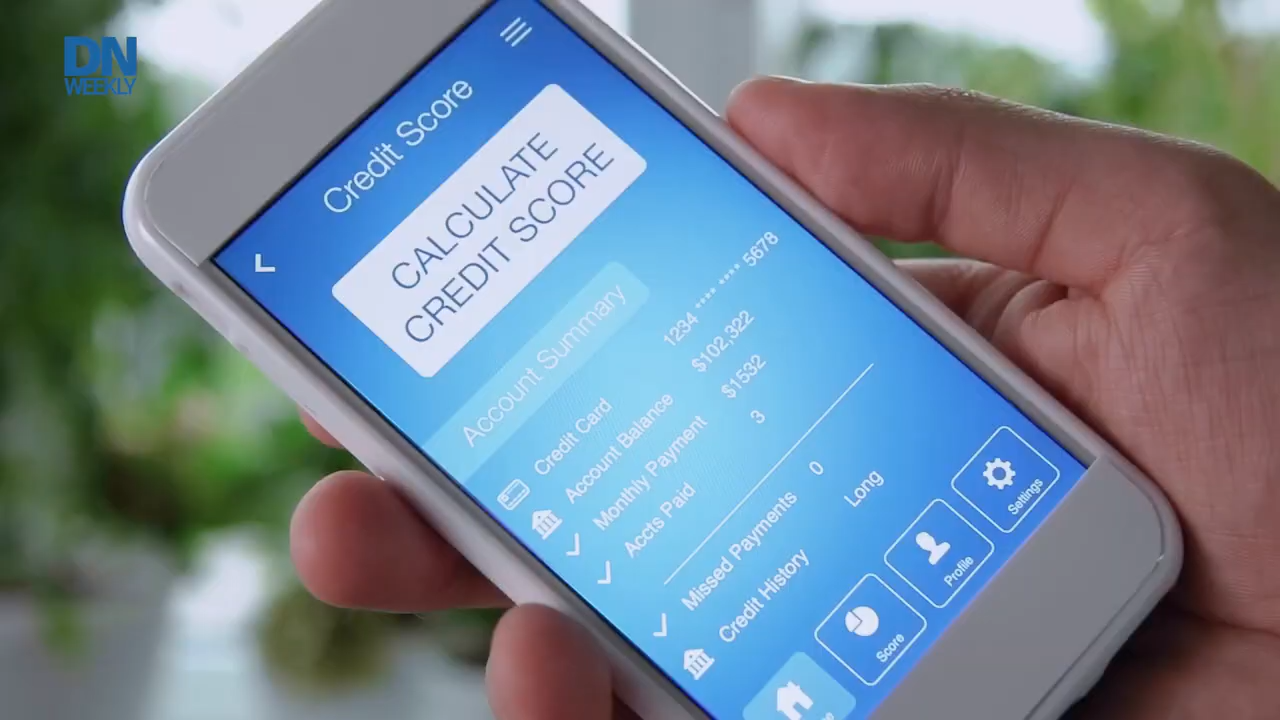 DN
WEEKLY
Credit Score
CALCULATE
CREDIT SCORE
Account Summary
Credit Card 1234 **** **** 5678
Account Balance $102,322
Monthly Payment $1532
Accts Paid 3
Missed Payments 0
Credit History Long
Score
Profile
Settings